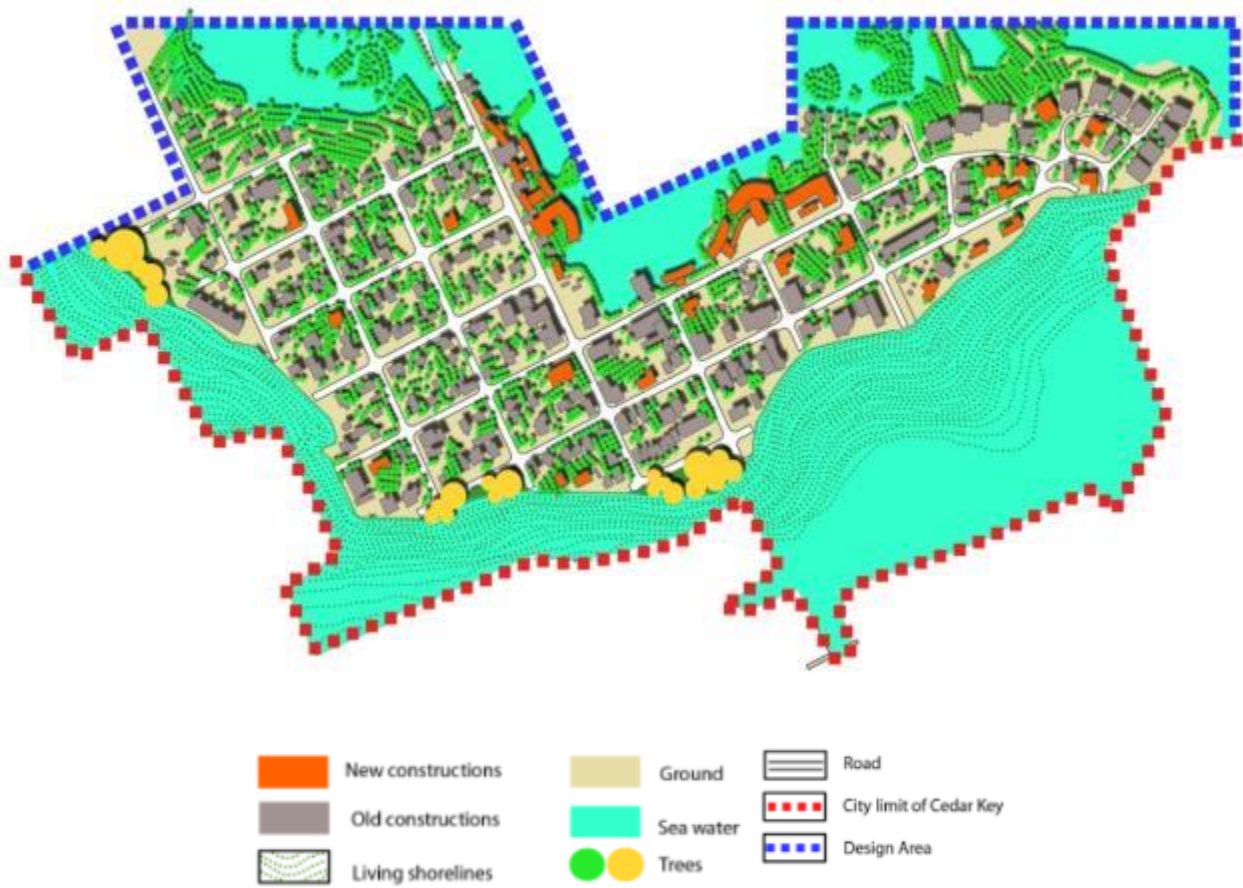 New constructions
Old constructions
Living shorelines
Ground
Sea water
Trees
Road
City limit of Cedar Key
Design Area